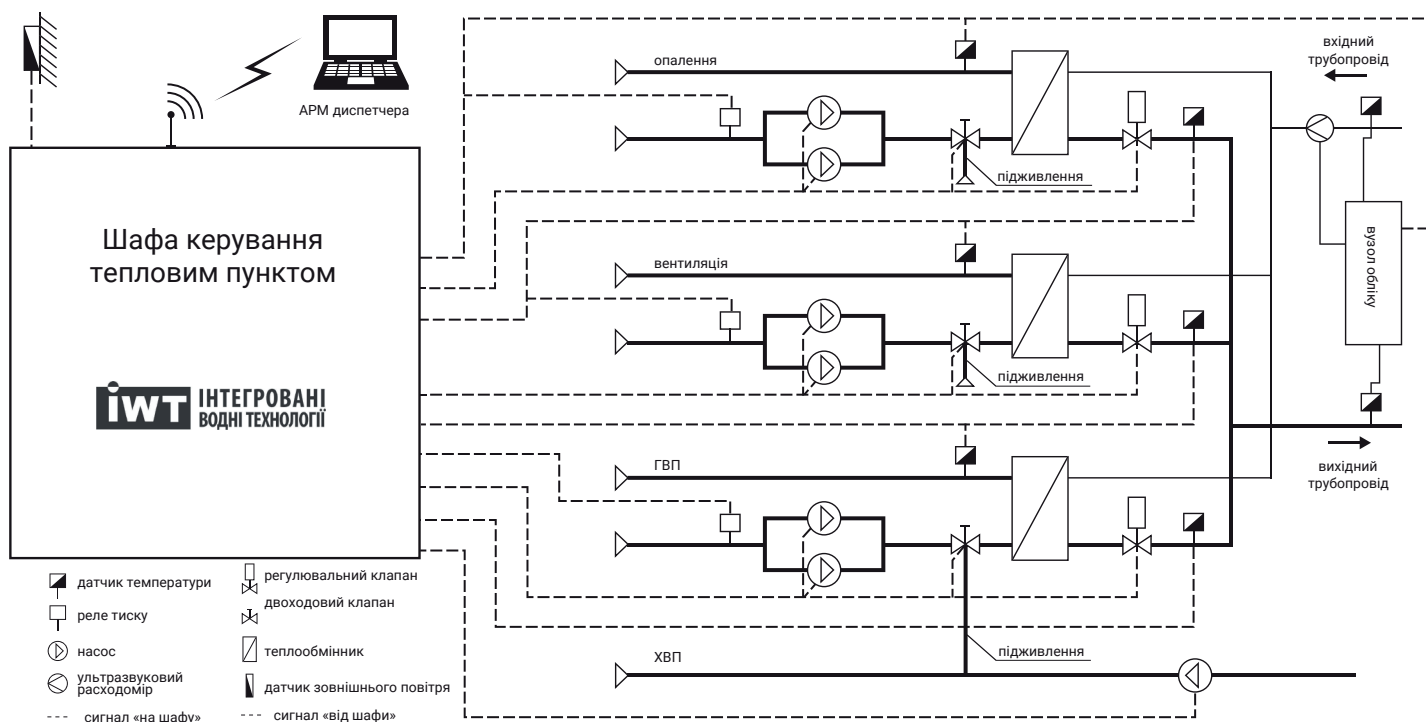 АРМ диспетчера
Шафа керування
тепловим пунктом
iWT ІНТЕГРОВАНІ
ВОДНІ ТЕХНОЛОГІЇ
опалення
підживлення
вентиляція
підживлення
ГВП
ХВП
підживлення
вхідний
трубопровід
вузол обліку
вихідний
трубопровід
датчик температури
реле тиску
насос
ультразвуковий
расходомір
сигнал «на шафу»
регулювальний клапан
двоходовий клапан
теплообмінник
датчик зовнішнього повітря
сигнал «від шафи»